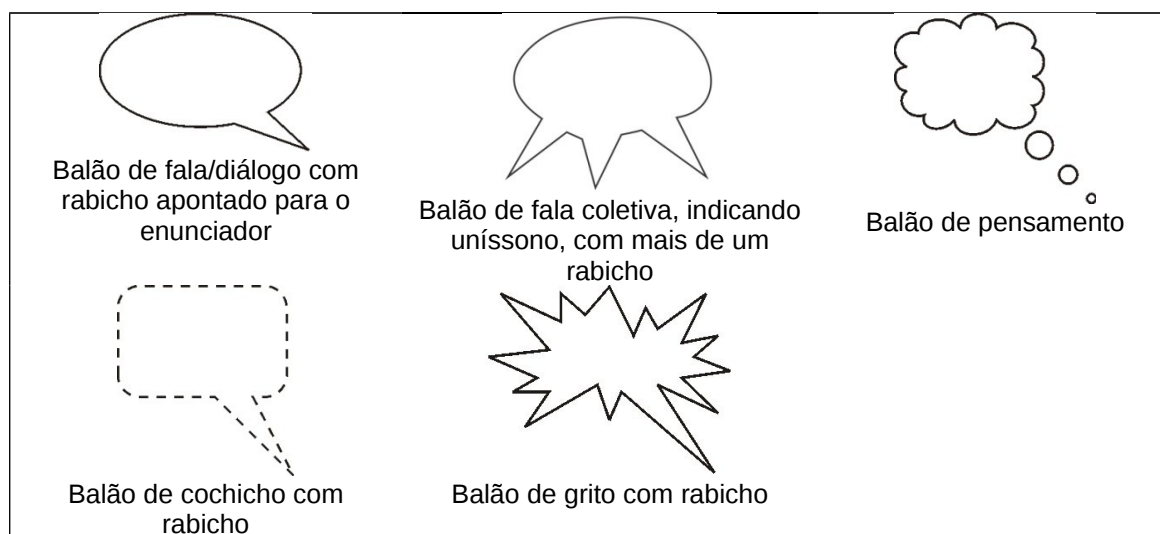 Balão de fala/diálogo com
rabicho apontado para o
enunciador
Balão de fala coletiva, indicando
uníssono, com mais de um
rabicho
Balão de pensamento
Balão de cochicho com
rabicho
Balão de grito com rabicho